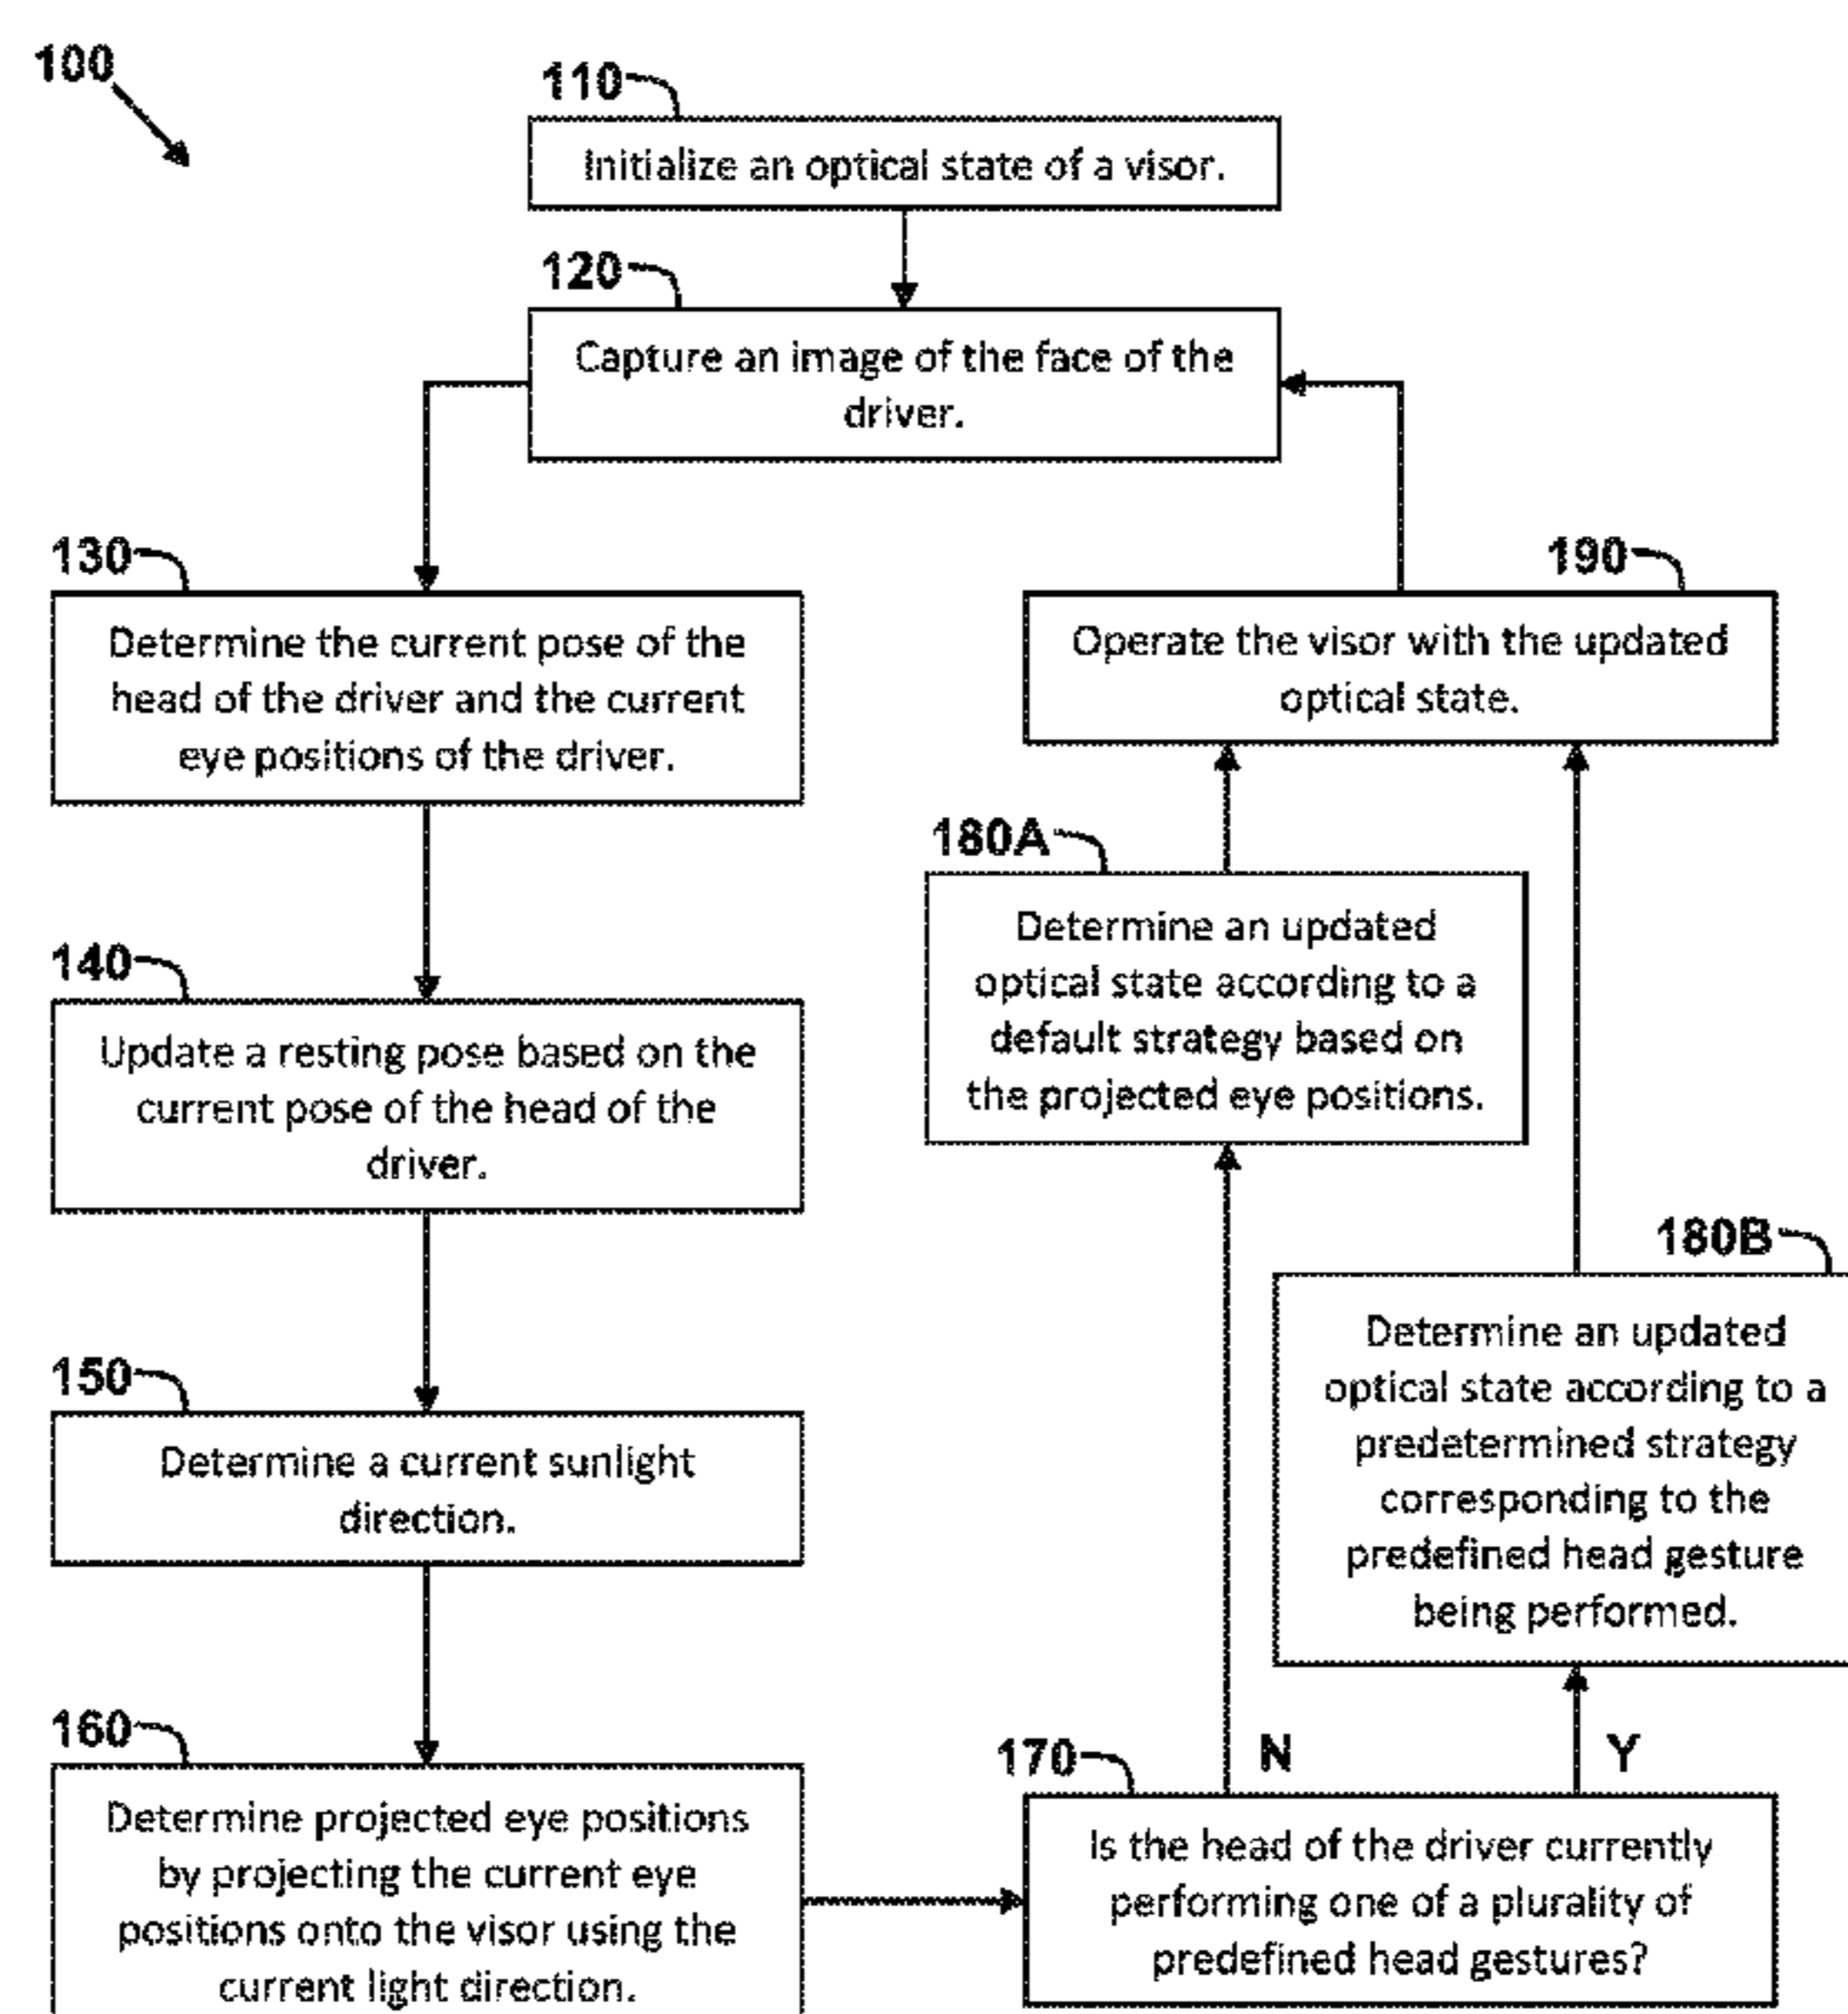 100
110
Initialize an optical state of a visor.
120
Capture an image of the face of the
driver.
130
Determine the current pose of the
head of the driver and the current
eye positions of the driver.
140
Update a resting pose based on the
current pose of the head of the
driver.
150
Determine a current sunlight
direction.
160
Determine projected eye positions
by projecting the current eye
positions onto the visor using the
current light direction.
170
N
Y
Is the head of the driver currently
performing one of a plurality of
predefined head gestures?
180A
Determine an updated
optical state according to a
default strategy based on
the projected eye positions.
180B
Determine an updated
optical state according to a
predetermined strategy
corresponding to the
predefined head gesture
being performed.
190
Operate the visor with the updated
optical state.